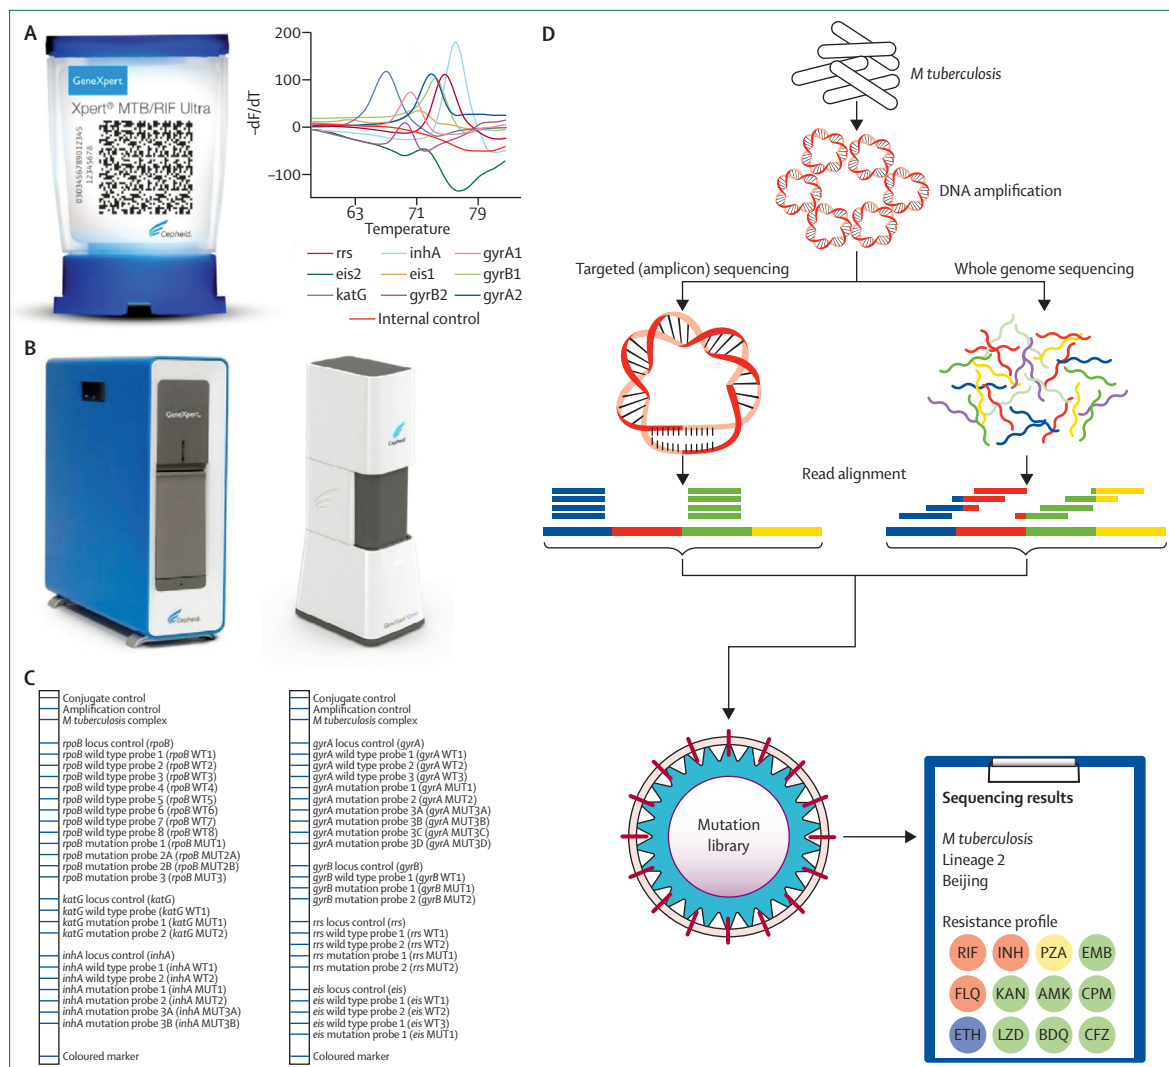 A
GeneXpert
Xpert® MTB/RIF Ultra
0303456789012345
12345678
Cepheid.
200
100
0
–100
–dF/dT
63
71
79
Temperature
rrs
inhA
gyrA1
eis2
eis1
gyrB1
katG
gyrB2
gyrA2
Internal control
B
GeneXpert
Cepheid.
Cepheid
GeneXpert
C
Conjugate control
Amplification control
M tuberculosis complex
rpoB locus control (rpoB)
rpoB wild type probe 1 (rpoB WT1)
rpoB wild type probe 2 (rpoB WT2)
rpoB wild type probe 3 (rpoB WT3)
rpoB wild type probe 4 (rpoB WT4)
rpoB wild type probe 5 (rpoB WT5)
rpoB wild type probe 6 (rpoB WT6)
rpoB wild type probe 7 (rpoB WT7)
rpoB wild type probe 8 (rpoB WT8)
rpoB mutation probe 1 (rpoB MUT1)
rpoB mutation probe 2A (rpoB MUT2A)
rpoB mutation probe 2B (rpoB MUT2B)
rpoB mutation probe 3 (rpoB MUT3)
katG locus control (katG)
katG wild type probe (katG WT1)
katG mutation probe 1 (katG MUT1)
katG mutation probe 2 (katG MUT2)
inhA locus control (inhA)
inhA wild type probe 1 (inhA WT1)
inhA wild type probe 2 (inhA WT2)
inhA mutation probe 1 (inhA MUT1)
inhA mutation probe 2 (inhA MUT2)
inhA mutation probe 3A (inhA MUT3A)
inhA mutation probe 3B (inhA MUT3B)
Coloured marker
Conjugate control
Amplification control
M tuberculosis complex
gyrA locus control (gyrA)
gyrA wild type probe 1 (gyrA WT1)
gyrA wild type probe 2 (gyrA WT2)
gyrA wild type probe 3 (gyrA WT3)
gyrA mutation probe 1 (gyrA MUT1)
gyrA mutation probe 2 (gyrA MUT2)
gyrA mutation probe 3A (gyrA MUT3A)
gyrA mutation probe 3B (gyrA MUT3B)
gyrA mutation probe 3C (gyrA MUT3C)
gyrA mutation probe 3D (gyrA MUT3D)
gyrB locus control (gyrB)
gyrB wild type probe 1 (gyrB WT1)
gyrB mutation probe 1 (gyrB MUT1)
gyrB mutation probe 2 (gyrB MUT2)
rrs locus control (rrs)
rrs wild type probe 1 (rrs WT1)
rrs wild type probe 2 (rrs WT2)
rrs mutation probe 1 (rrs MUT1)
rrs mutation probe 2 (rrs MUT2)
eis locus control (eis)
eis wild type probe 1 (eis WT1)
eis wild type probe 2 (eis WT2)
eis wild type probe 1 (eis WT3)
eis mutation probe 1 (eis MUT1)
Coloured marker
D
M tuberculosis
DNA amplification
Targeted (amplicon) sequencing
Whole genome sequencing
Read alignment
Mutation
library
Sequencing results
M tuberculosis
Lineage 2
Beijing
Resistance profile
RIF INH PZA EMB
FLQ KAN AMK CPM
ETH LZD BDQ CFZ